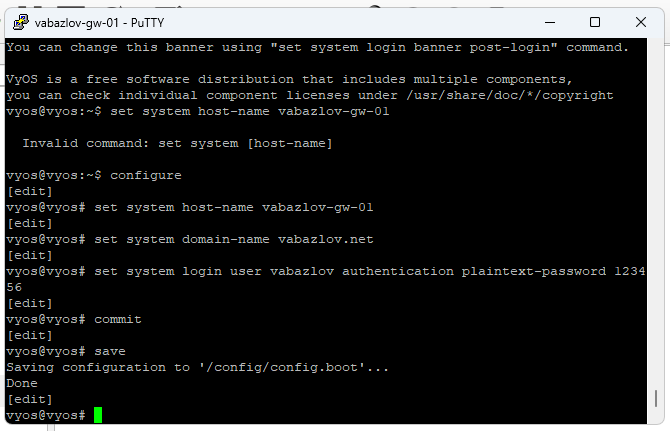 vabazlov-gw-01 - PuTTY
You can change this banner using "set system login banner post-login" command.
VyOS is a free software distribution that includes multiple components,
you can check individual component licenses under /usr/share/doc/*/copyright
vyos@vyos:~$ set system host-name vabazlov-gw-01
Invalid command: set system [host-name]
vyos@vyos:~$ configure
[edit]
vyos@vyos# set system host-name vabazlov-gw-01
[edit]
vyos@vyos# set system domain-name vabazlov.net
[edit]
vyos@vyos# set system login user vabazlov authentication plaintext-password 1234
56
[edit]
vyos@vyos# commit
[edit]
vyos@vyos# save
Saving configuration to '/config/config.boot'...
Done
[edit]
vyos@vyos#